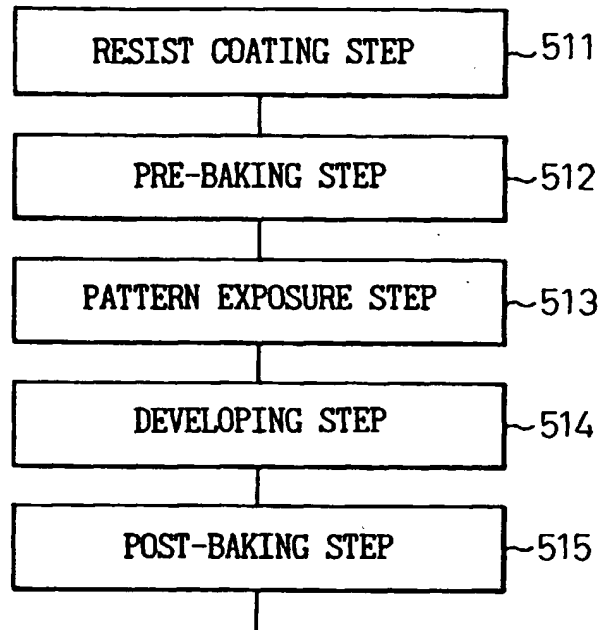 RESIST COATING STEP 511
PRE-BAKING STEP 512
PATTERN EXPOSURE STEP 513
DEVELOPING STEP 514
POST-BAKING STEP 515